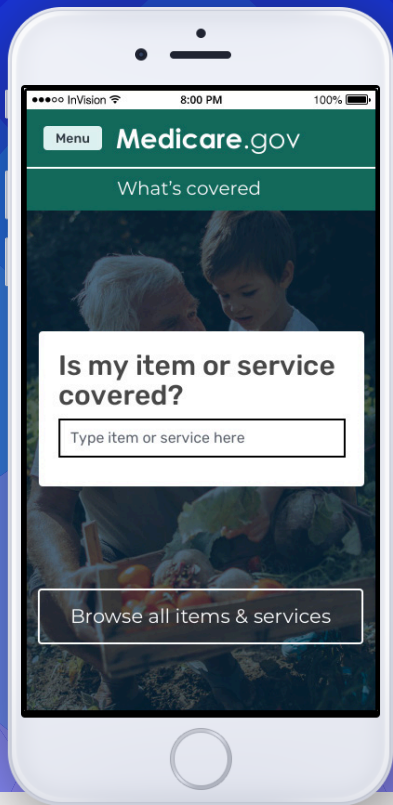 InVision 8:00 PM 100%
Menu Medicare.gov
What's covered
Is my item or service
covered?
Type item or service here
Browse all items & services